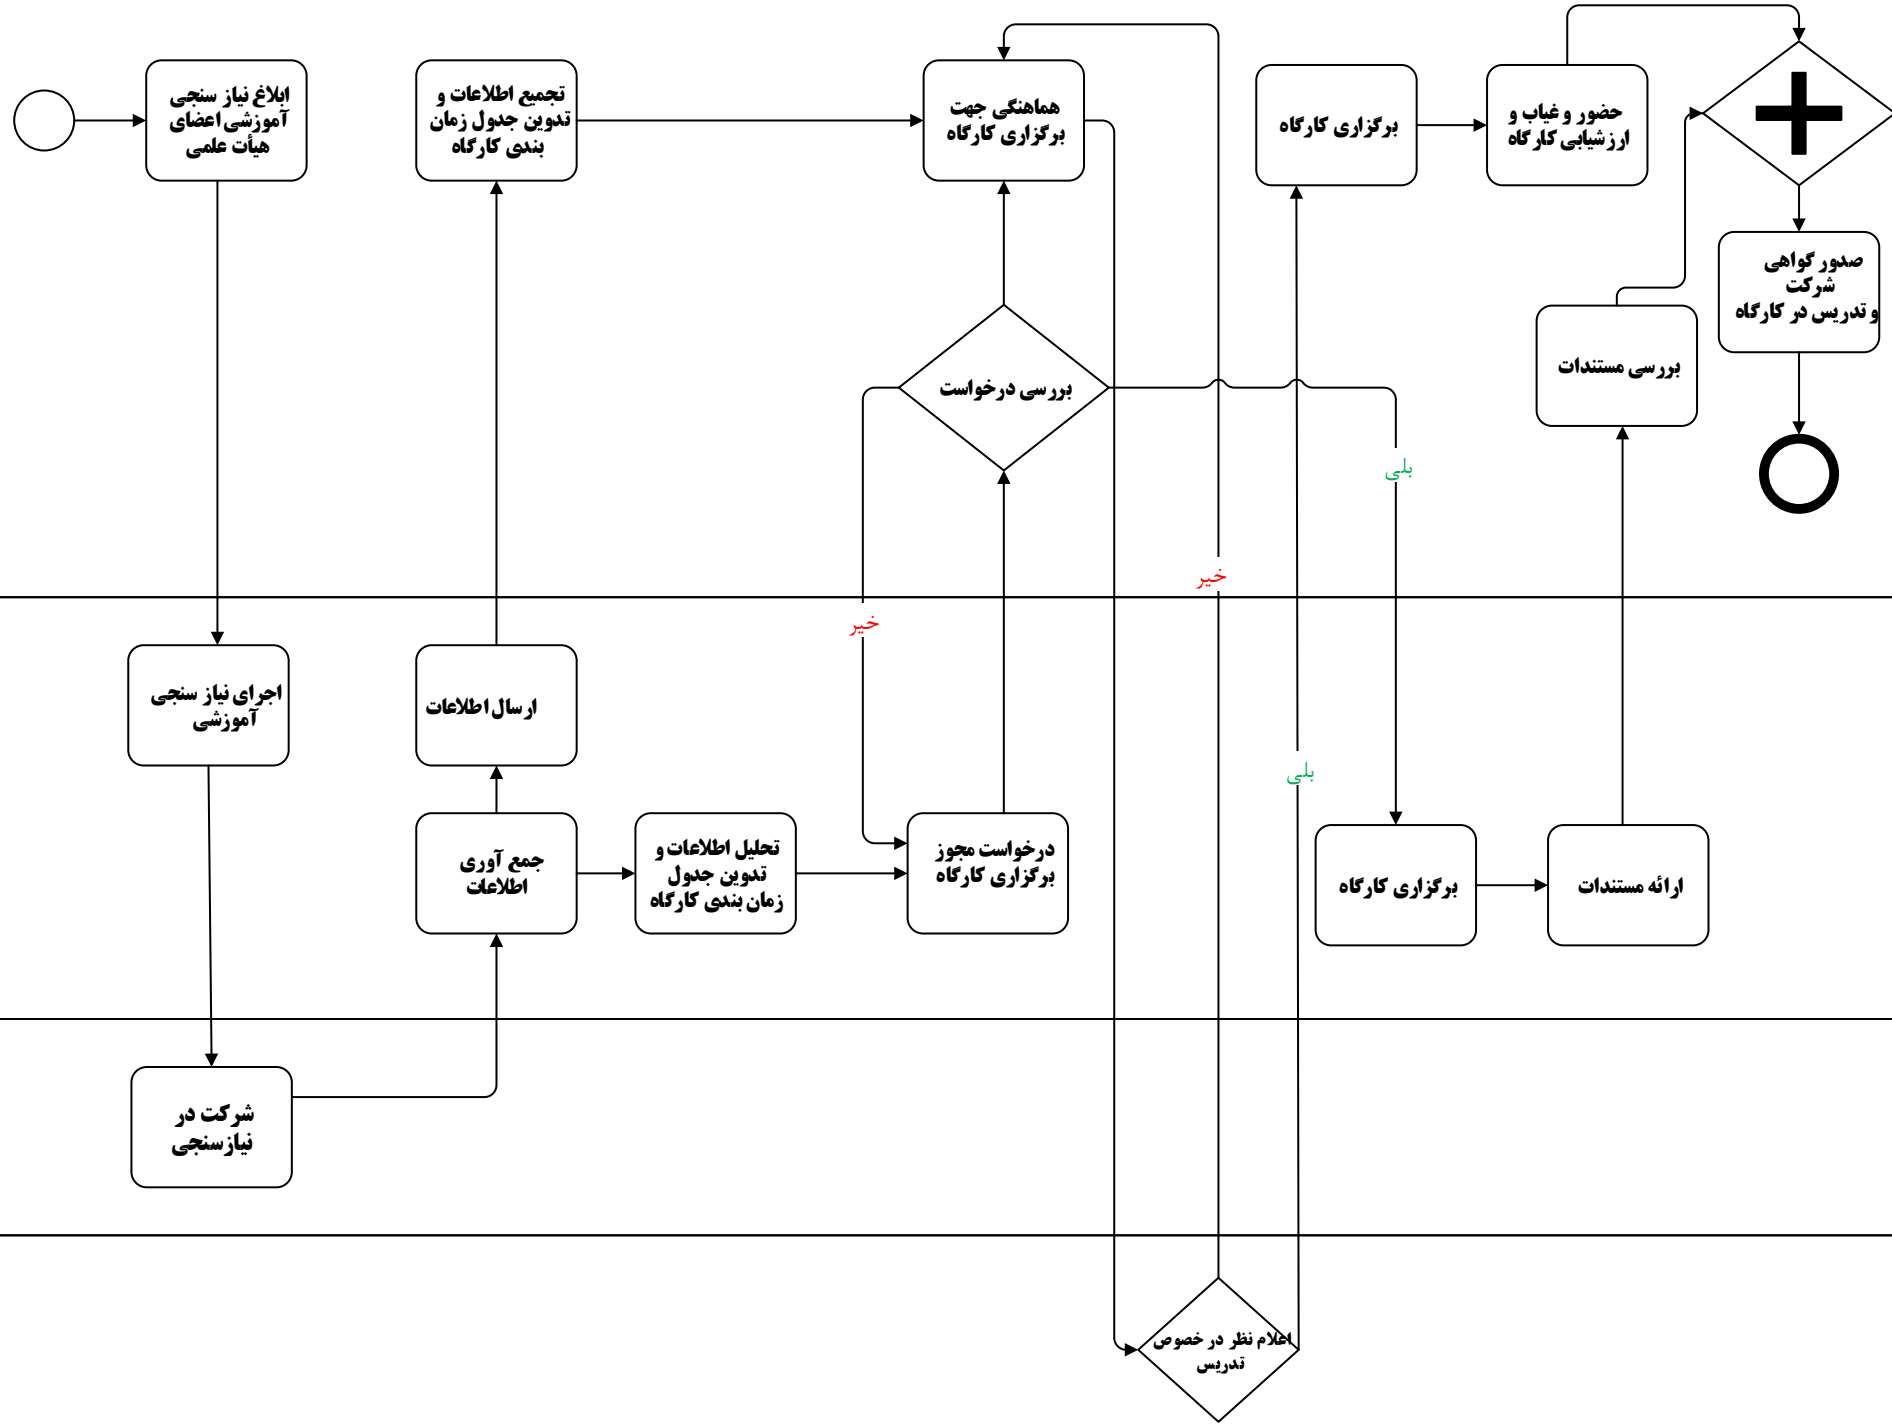 ابلاغ نیاز سنجی
آموزشی اعضای
هیأت علمی
تجمیع اطلاعات و
تدوین جدول زمان
بندی کارگاه
هماهنگی جهت
برگزاری کارگاه
برگزاری کارگاه
حضور و غیاب و
ارزشیابی کارگاه
صدور گواهی
شرکت
و تدریس در کارگاه
بررسی مستندات
بررسی درخواست
بلی
خیر
خیر
اجرای نیاز سنجی
آموزشی
ارسال اطلاعات
بلی
جمع آوری
اطلاعات
تحلیل اطلاعات و
تدوین جدول
زمان بندی کارگاه
درخواست مجوز
برگزاری کارگاه
برگزاری کارگاه
ارائه مستندات
شرکت در
نیازسنجی
اعلام نظر در خصوص
تدریس